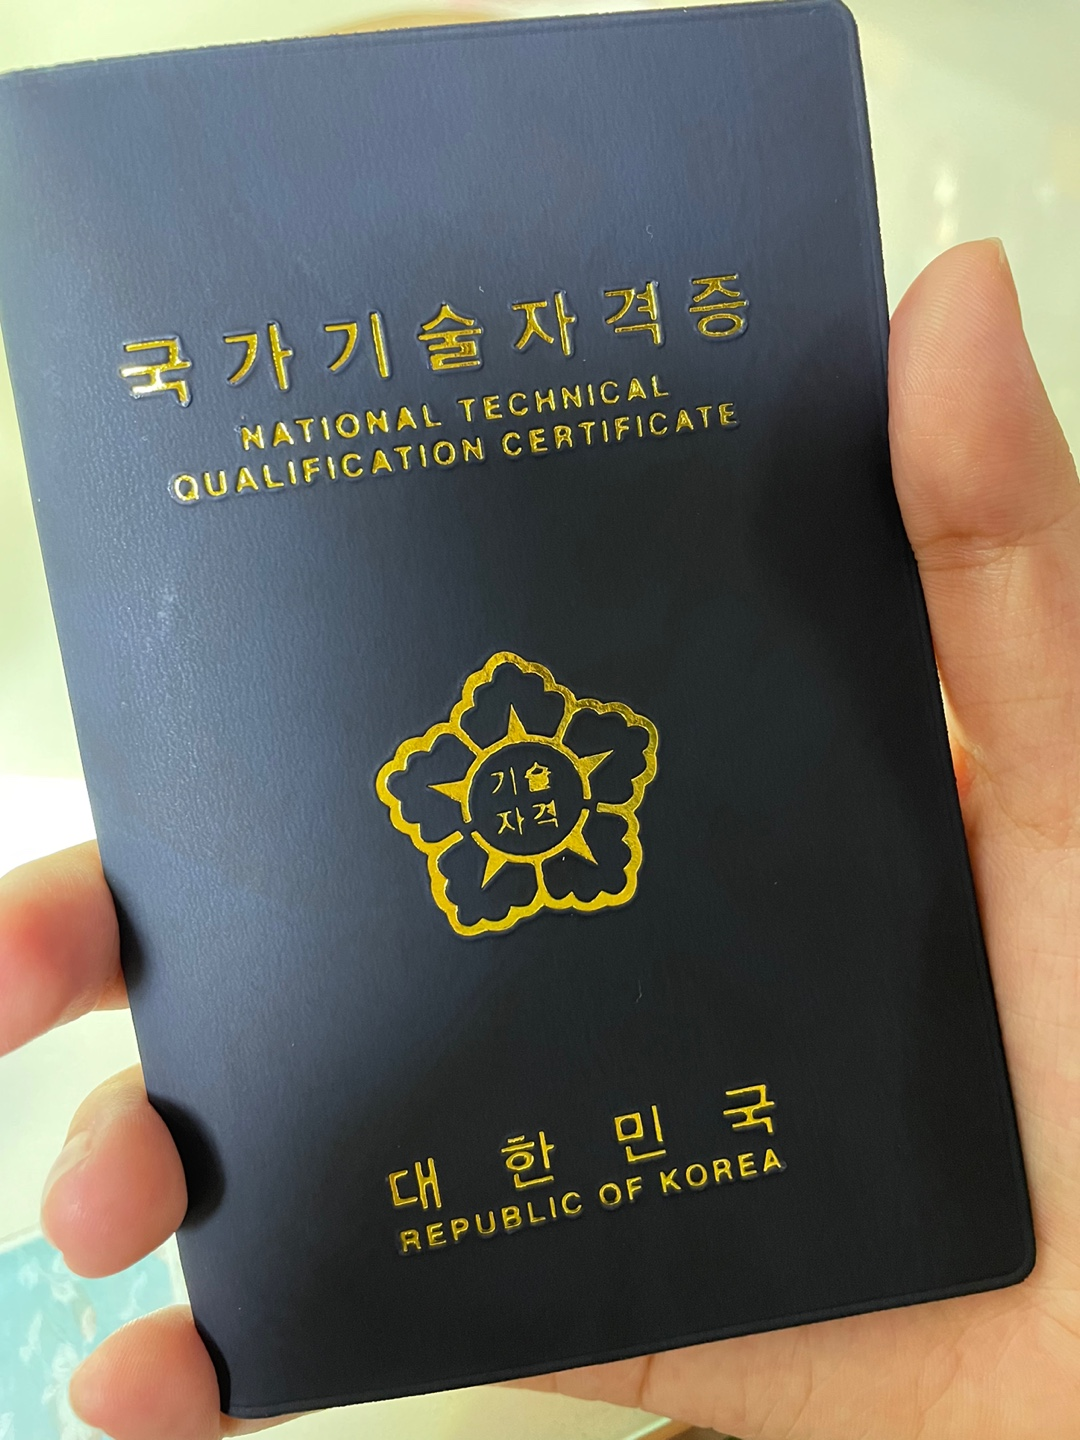 국가기술자격증
NATIONAL TECHNICAL
QUALIFICATION CERTIFICATE
기술
자격
대한민국
REPUBLIC OF KOREA